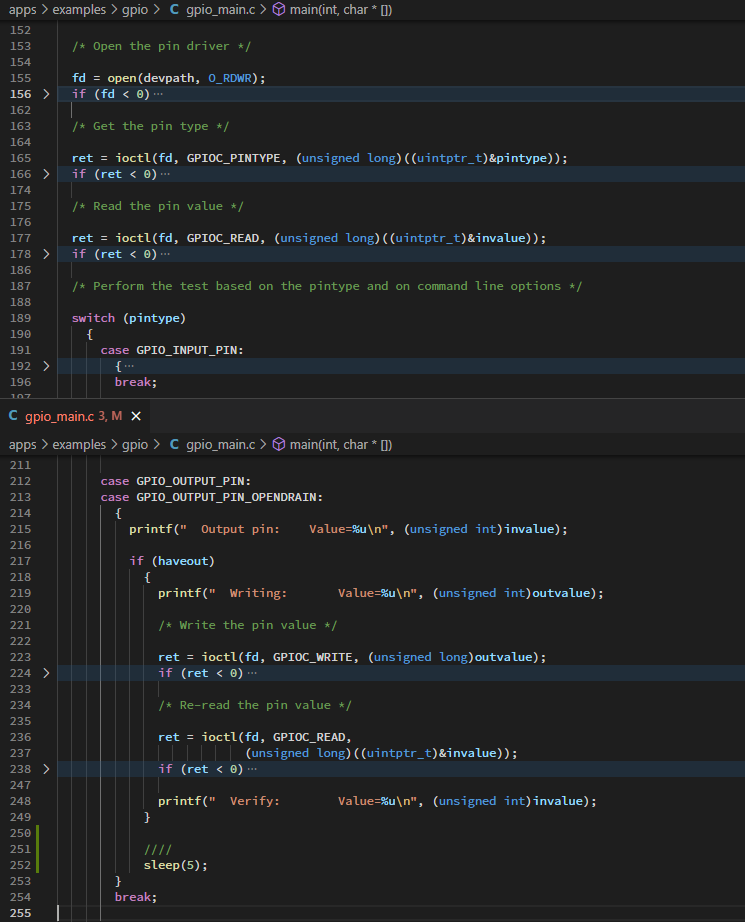 apps > examples > gpio > C gpio_main.c > main(int, char * [])
152
153 /* Open the pin driver */
154
155 fd = open(devpath, O_RDWR);
156 > if (fd < 0) ...
162
163 /* Get the pin type */
164
165 ret = ioctl(fd, GPIOC_PINTYPE, (unsigned long)((uintptr_t)&pintype));
166 > if (ret < 0) ...
174
175 /* Read the pin value */
176
177 ret = ioctl(fd, GPIOC_READ, (unsigned long)((uintptr_t)&invalue));
178 > if (ret < 0) ...
186
187 /* Perform the test based on the pintype and on command line options */
188
189 switch (pintype)
190 {
191 case GPIO_INPUT_PIN:
192 > { ...
196 break;
197
C gpio_main.c 3, M ×
apps > examples > gpio > C gpio_main.c > main(int, char * [])
211
212 case GPIO_OUTPUT_PIN:
213 case GPIO_OUTPUT_PIN_OPENDRAIN:
214 {
215 printf("  Output pin:    Value=%u\n", (unsigned int)invalue);
216
217 if (haveout)
218 {
219 printf("  Writing:       Value=%u\n", (unsigned int)outvalue);
220
221 /* Write the pin value */
222
223 ret = ioctl(fd, GPIOC_WRITE, (unsigned long)outvalue);
224 > if (ret < 0) ...
233
234 /* Re-read the pin value */
235
236 ret = ioctl(fd, GPIOC_READ,
237 (unsigned long)((uintptr_t)&invalue));
238 > if (ret < 0) ...
247
248 printf("  Verify:        Value=%u\n", (unsigned int)invalue);
249 }
250
251 ////
252 sleep(5);
253 }
254 break;
255